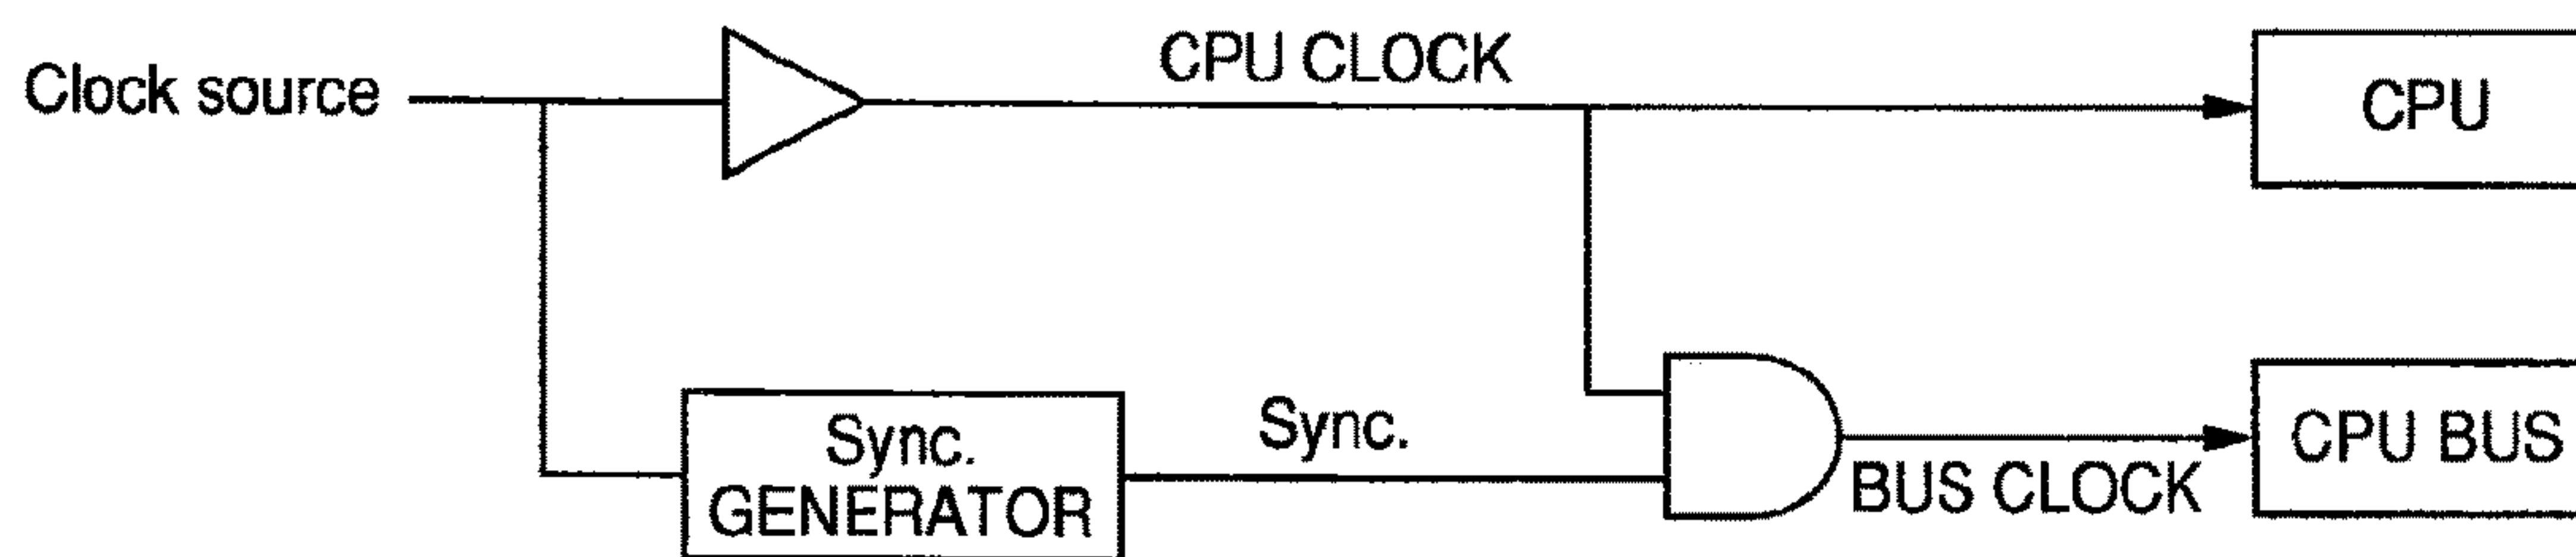 Clock source
CPU CLOCK
CPU
Sync.
GENERATOR
Sync.
BUS CLOCK
CPU BUS